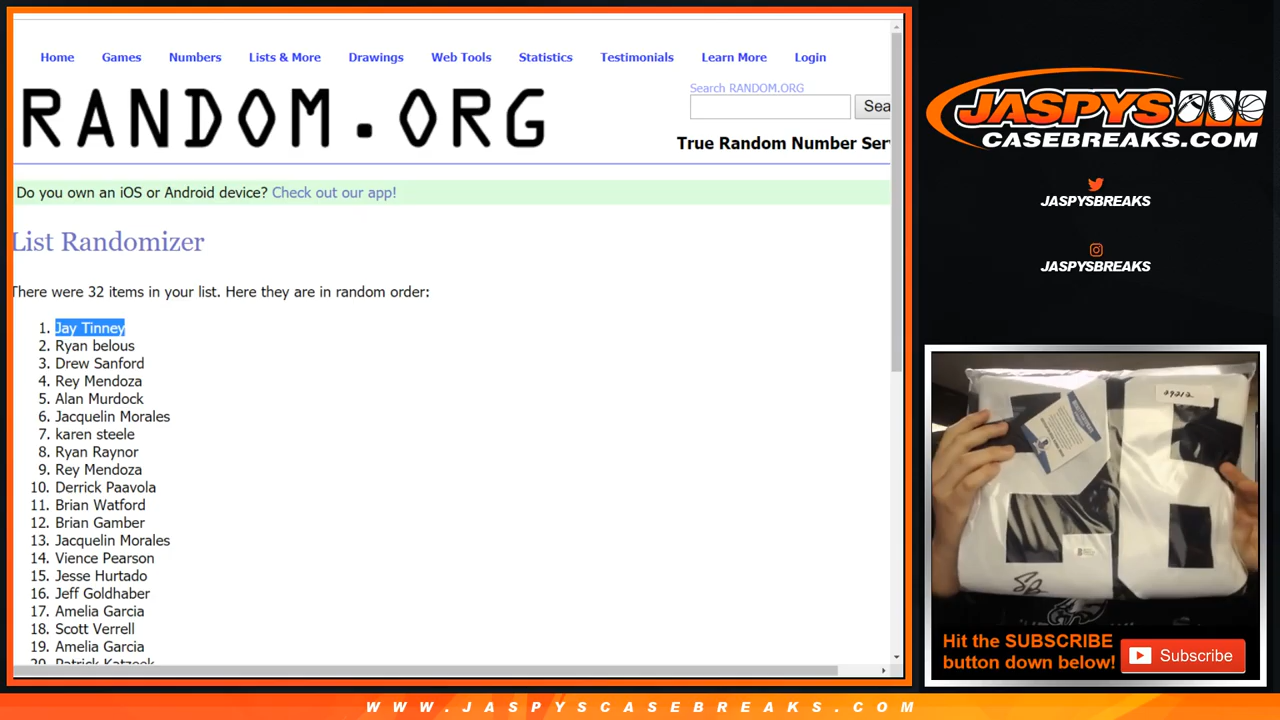 Home Games Numbers Lists & More Drawings Web Tools Statistics Testimonials Learn More Login
RANDOM.ORG
Search RANDOM.ORG
Sea
True Random Number Ser
Do you own an iOS or Android device? Check out our app!
List Randomizer
There were 32 items in your list. Here they are in random order:
1. Jay Tinney
2. Ryan belous
3. Drew Sanford
4. Rey Mendoza
5. Alan Murdock
6. Jacquelin Morales
7. karen steele
8. Ryan Raynor
9. Rey Mendoza
10. Derrick Paavola
11. Brian Watford
12. Brian Gamber
13. Jacquelin Morales
14. Vience Pearson
15. Jesse Hurtado
16. Jeff Goldhaber
17. Amelia Garcia
18. Scott Verrell
19. Amelia Garcia
20. Patrick Katzeek
JASPYS
CASEBREAKS.COM
JASPYSBREAKS
JASPYSBREAKS
26
Hit the SUBSCRIBE
button down below!
Subscribe
WWW.JASPYSCASEBREAKS.COM